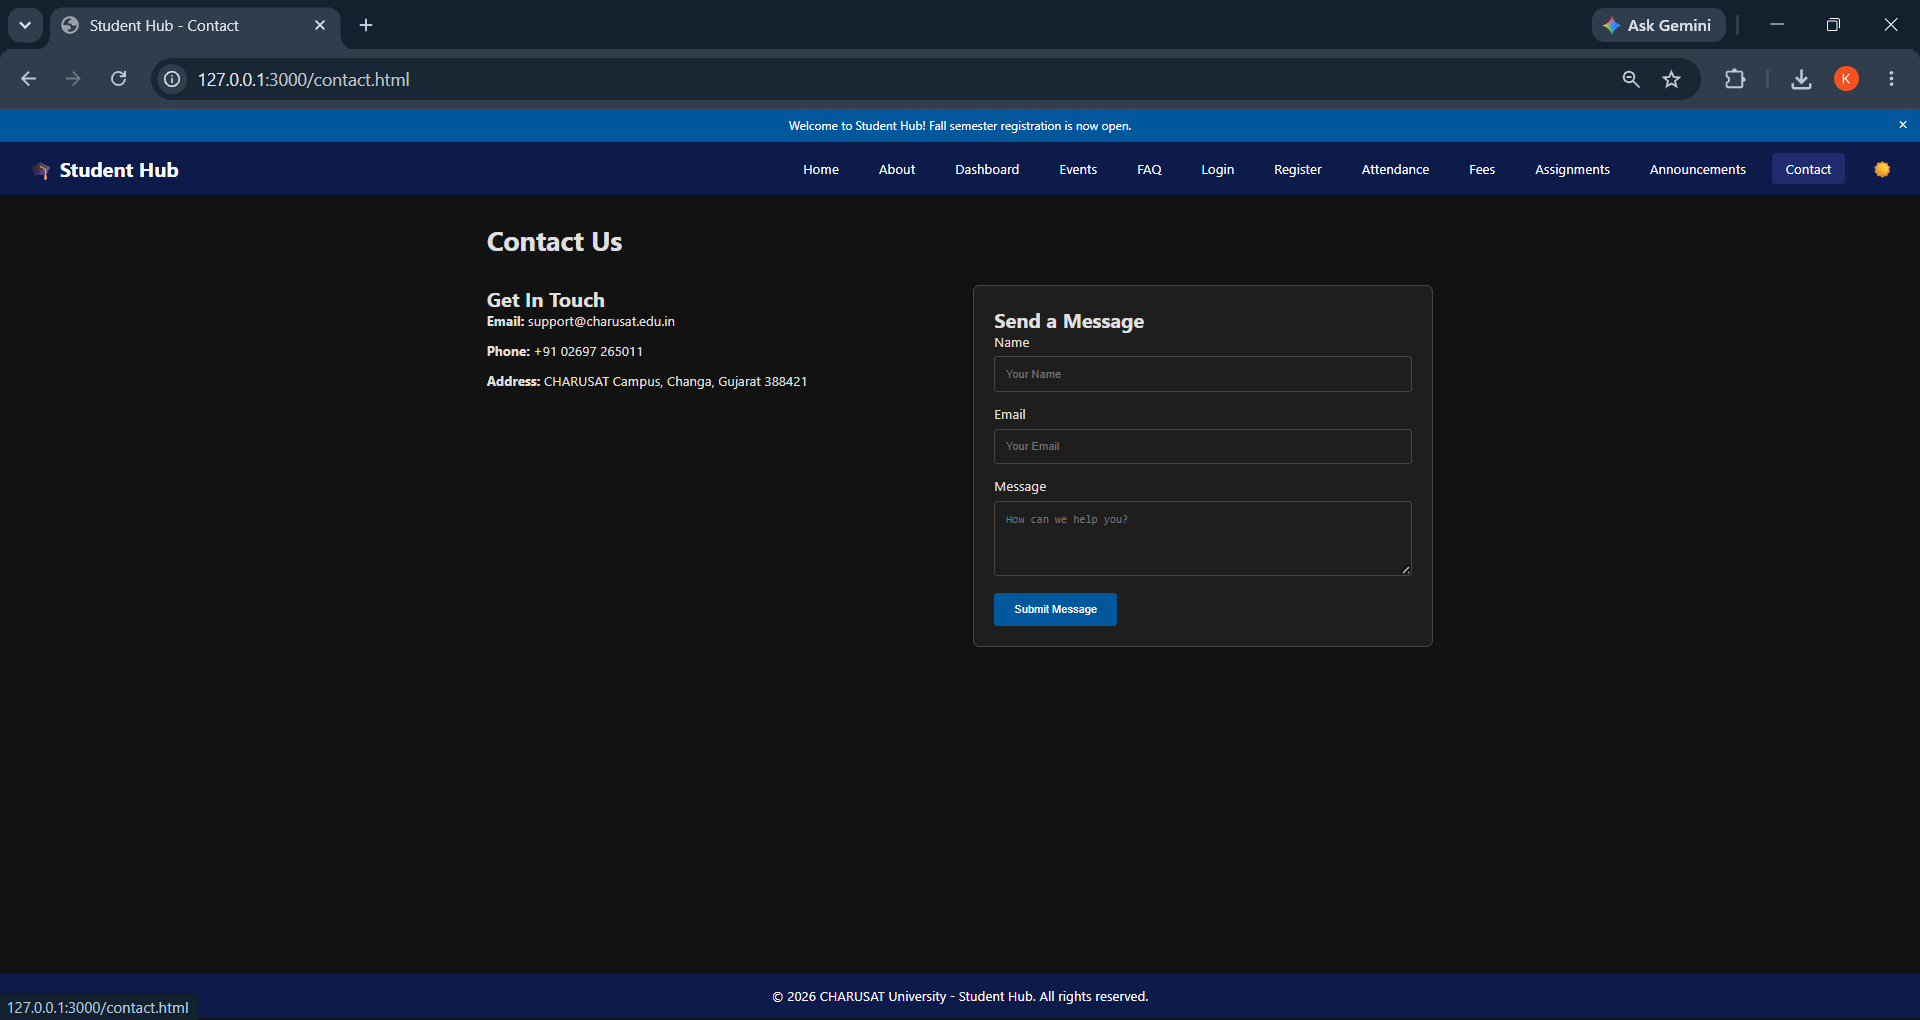 Student Hub - Contact
Ask Gemini
127.0.0.1:3000/contact.html
K
Welcome to Student Hub! Fall semester registration is now open.
Student Hub
Home About Dashboard Events FAQ Login Register Attendance Fees Assignments Announcements Contact
Contact Us
Get In Touch
Email: support@charusat.edu.in
Phone: +91 02697 265011
Address: CHARUSAT Campus, Changa, Gujarat 388421
Send a Message
Name
Your Name
Email
Your Email
Message
How can we help you?
Submit Message
© 2026 CHARUSAT University - Student Hub. All rights reserved.
127.0.0.1:3000/contact.html